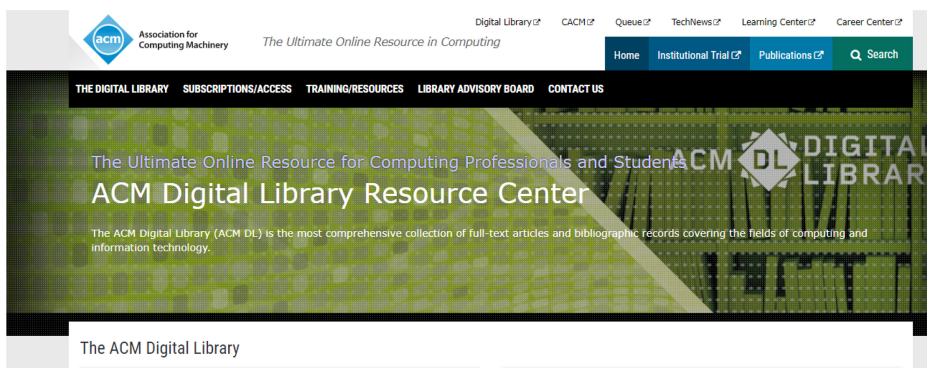 Digital Library CACM Queue TechNews Learning Center Career Center
acm
Association for
Computing Machinery
The Ultimate Online Resource in Computing
Home Institutional Trial Publications Search
THE DIGITAL LIBRARY SUBSCRIPTIONS/ACCESS TRAINING/RESOURCES LIBRARY ADVISORY BOARD CONTACT US
The Ultimate Online Resource for Computing Professionals and Students
ACM DL DIGITAL
LIBRAR
ACM Digital Library Resource Center
The ACM Digital Library (ACM DL) is the most comprehensive collection of full-text articles and bibliographic records covering the fields of computing and
information technology.
The ACM Digital Library